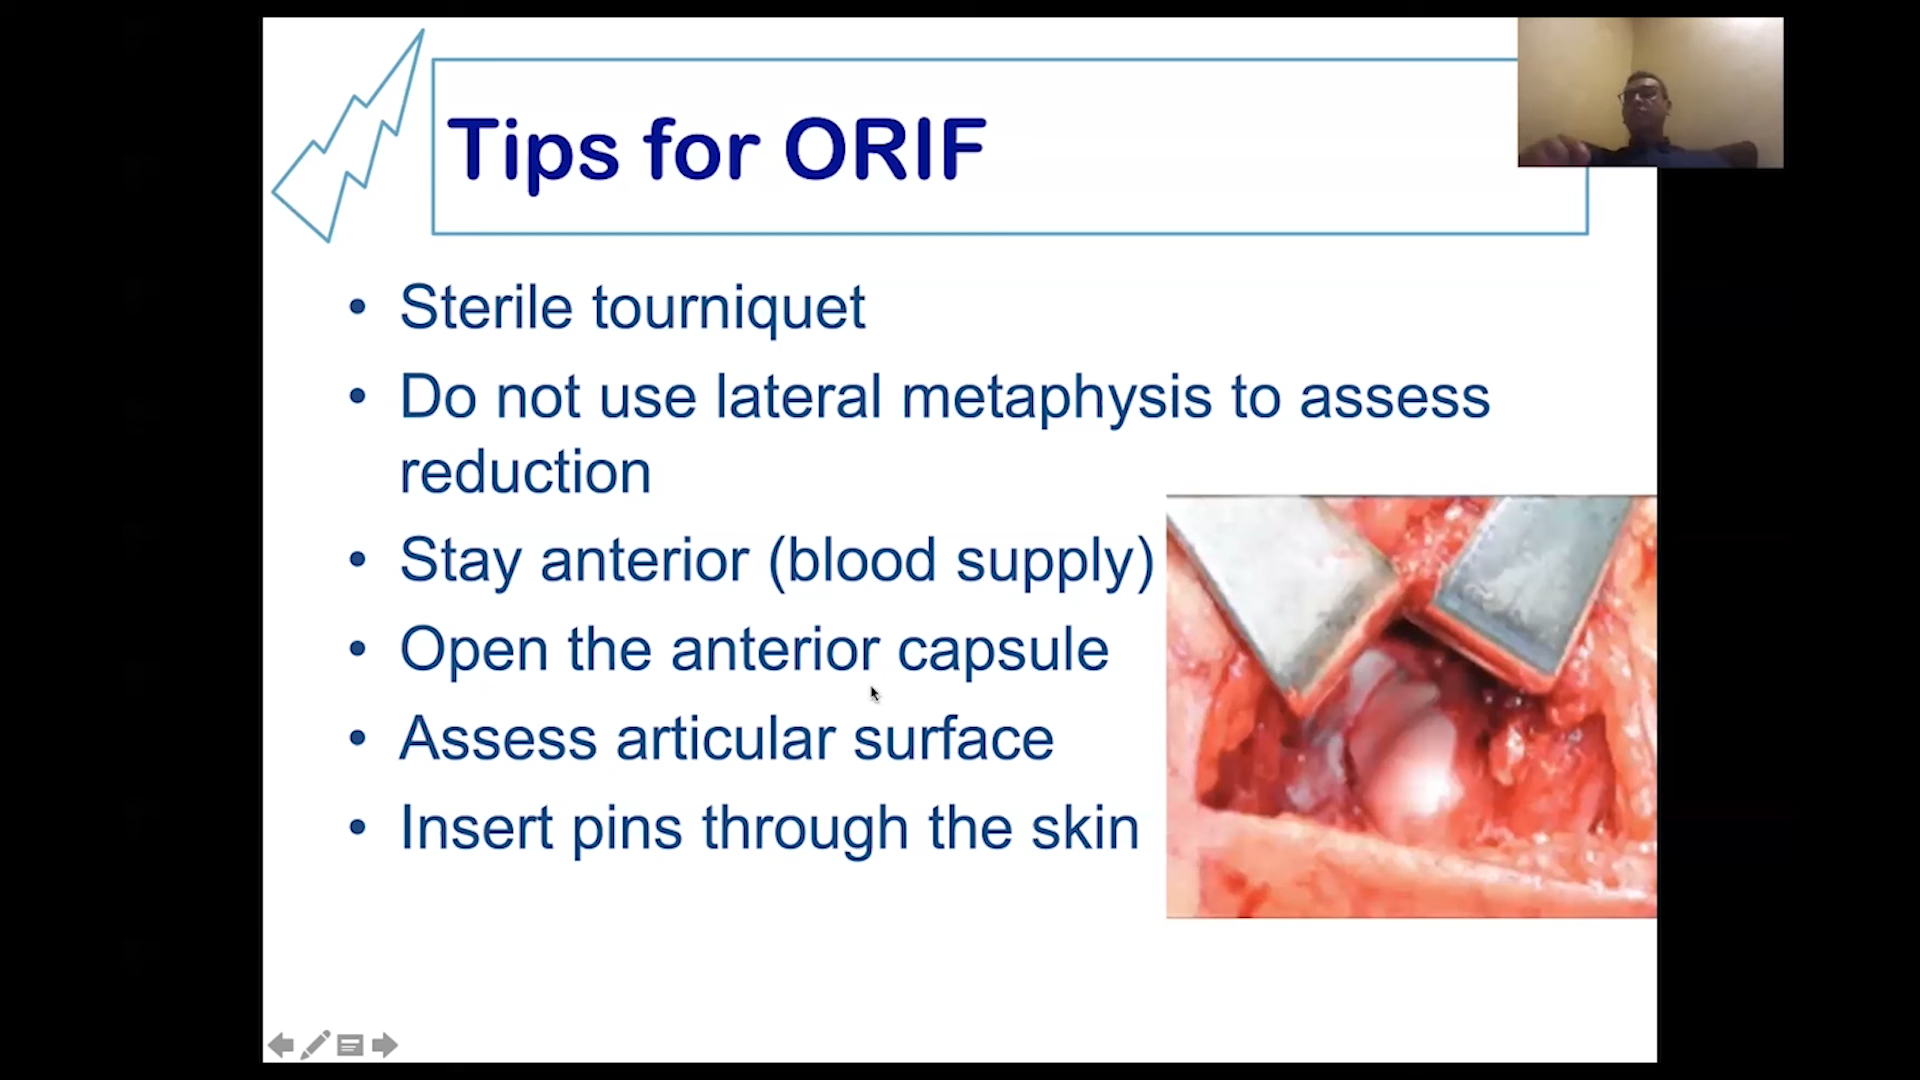 Tips for ORIF
• Sterile tourniquet
• Do not use lateral metaphysis to assess
reduction
• Stay anterior (blood supply)
• Open the anterior capsule
• Assess articular surface
• Insert pins through the skin